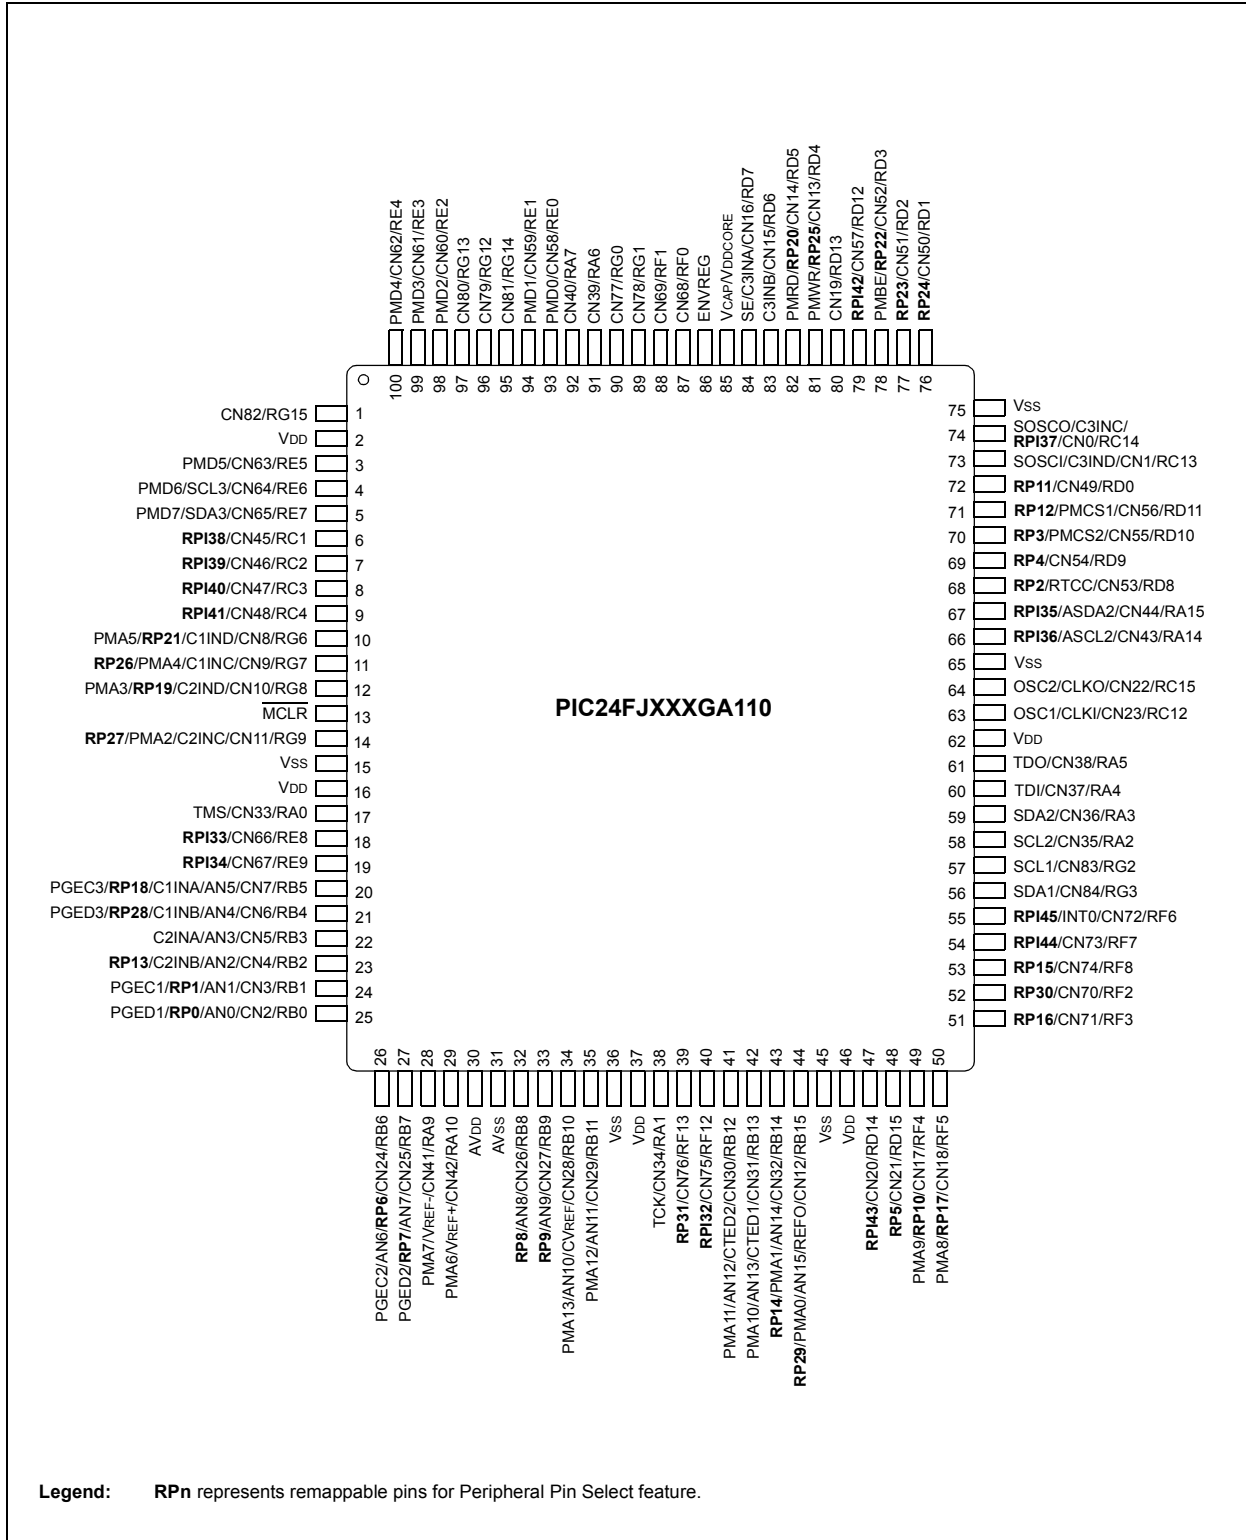 PMD4/CN62/RE4
PMD3/CN61/RE3
PMD2/CN60/RE2
CN80/RG13
CN79/RG12
CN81/RG14
PMD1/CN59/RE1
PMD0/CN58/RE0
CN40/RA7
CN39/RA6
CN77/RG0
CN78/RG1
CN69/RF1
CN68/RF0
ENVREG
VCAP/VDDCORE
SE/C3INA/CN16/RD7
C3INB/CN15/RD6
PMRD/RP20/CN14/RD5
PMWR/RP25/CN13/RD4
CN19/RD13
RPI42/CN57/RD12
PMBE/RP22/CN52/RD3
RP23/CN51/RD2
RP24/CN50/RD1
100
99
98
97
96
95
94
93
92
91
90
89
88
87
86
85
84
83
82
81
80
79
78
77
76
CN82/RG15 1
VDD 2
PMD5/CN63/RE5 3
PMD6/SCL3/CN64/RE6 4
PMD7/SDA3/CN65/RE7 5
RPI38/CN45/RC1 6
RPI39/CN46/RC2 7
RPI40/CN47/RC3 8
RPI41/CN48/RC4 9
PMA5/RP21/C1IND/CN8/RG6 10
RP26/PMA4/C1INC/CN9/RG7 11
PMA3/RP19/C2IND/CN10/RG8 12
MCLR 13
RP27/PMA2/C2INC/CN11/RG9 14
VSS 15
VDD 16
TMS/CN33/RA0 17
RPI33/CN66/RE8 18
RPI34/CN67/RE9 19
PGEC3/RP18/C1INA/AN5/CN7/RB5 20
PGED3/RP28/C1INB/AN4/CN6/RB4 21
C2INA/AN3/CN5/RB3 22
RP13/C2INB/AN2/CN4/RB2 23
PGEC1/RP1/AN1/CN3/RB1 24
PGED1/RP0/AN0/CN2/RB0 25
PIC24FJXXXGA110
75 VSS
74 SOSCO/C3INC/
RPI37/CN0/RC14
73 SOSCI/C3IND/CN1/RC13
72 RP11/CN49/RD0
71 RP12/PMCS1/CN56/RD11
70 RP3/PMCS2/CN55/RD10
69 RP4/CN54/RD9
68 RP2/RTCC/CN53/RD8
67 RPI35/ASDA2/CN44/RA15
66 RPI36/ASCL2/CN43/RA14
65 VSS
64 OSC2/CLKO/CN22/RC15
63 OSC1/CLKI/CN23/RC12
62 VDD
61 TDO/CN38/RA5
60 TDI/CN37/RA4
59 SDA2/CN36/RA3
58 SCL2/CN35/RA2
57 SCL1/CN83/RG2
56 SDA1/CN84/RG3
55 RPI45/INT0/CN72/RF6
54 RPI44/CN73/RF7
53 RP15/CN74/RF8
52 RP30/CN70/RF2
51 RP16/CN71/RF3
26
27
28
29
30
31
32
33
34
35
36
37
38
39
40
41
42
43
44
45
46
47
48
49
50
PGEC2/AN6/RP6/CN24/RB6
PGED2/RP7/AN7/CN25/RB7
PMA7/VREF-/CN41/RA9
PMA6/VREF+/CN42/RA10
AVDD
AVSS
RP8/AN8/CN26/RB8
RP9/AN9/CN27/RB9
PMA13/AN10/CVREF/CN28/RB10
PMA12/AN11/CN29/RB11
VSS
VDD
TCK/CN34/RA1
RP31/CN76/RF13
RPI32/CN75/RF12
PMA11/AN12/CTED2/CN30/RB12
PMA10/AN13/CTED1/CN31/RB13
RP14/PMA1/AN14/CN32/RB14
RP29/PMA0/AN15/REFO/CN12/RB15
VSS
VDD
RPI43/CN20/RD14
RP5/CN21/RD15
PMA9/RP10/CN17/RF4
PMA8/RP17/CN18/RF5
Legend: RPn represents remappable pins for Peripheral Pin Select feature.